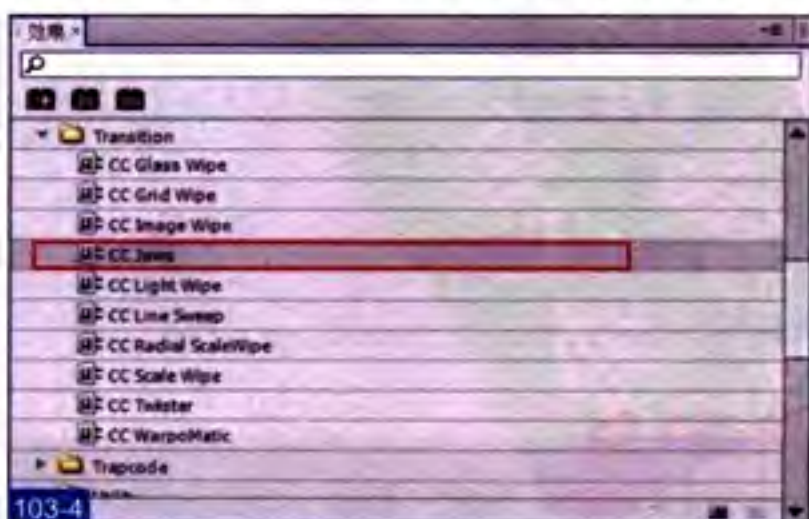 效果
Transition
CC Glass Wipe
CC Grid Wipe
CC Image Wipe
CC Jaws
CC Light Wipe
CC Line Sweep
CC Radial ScaleWipe
CC Scale Wipe
CC Twister
CC WarpoMatic
Trapcode
103-4